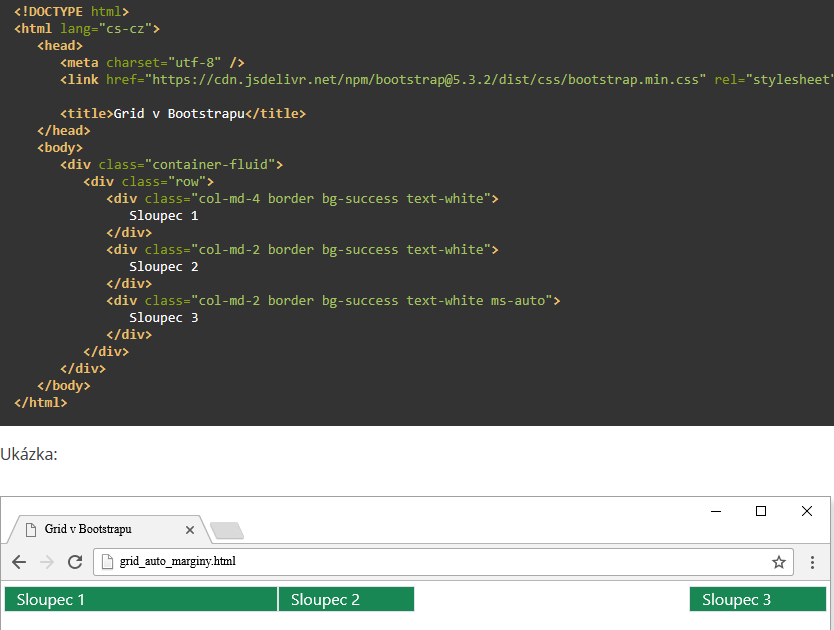 <!DOCTYPE html>
<html lang="cs-cz">
<head>
<meta charset="utf-8" />
<link href="https://cdn.jsdelivr.net/npm/bootstrap@5.3.2/dist/css/bootstrap.min.css" rel="stylesheet"
<title>Grid v Bootstrapu</title>
</head>
<body>
<div class="container-fluid">
<div class="row">
<div class="col-md-4 border bg-success text-white">
Sloupec 1
</div>
<div class="col-md-2 border bg-success text-white">
Sloupec 2
</div>
<div class="col-md-2 border bg-success text-white ms-auto">
Sloupec 3
</div>
</div>
</div>
</body>
</html>
Ukázka:
Grid v Bootstrapu
grid_auto_marginy.html
Sloupec 1 Sloupec 2 Sloupec 3